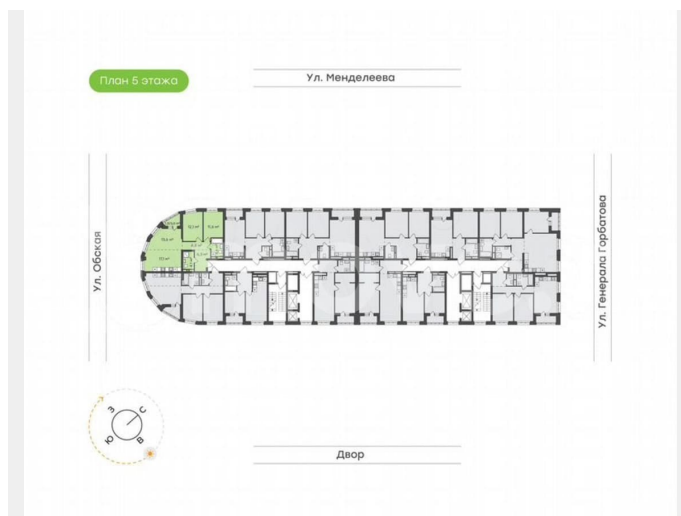 План 5 этажа
Ул. Менделеева
Ул. Обская
Ул. Генерала Горбатова
З
С
Ю
В
Двор